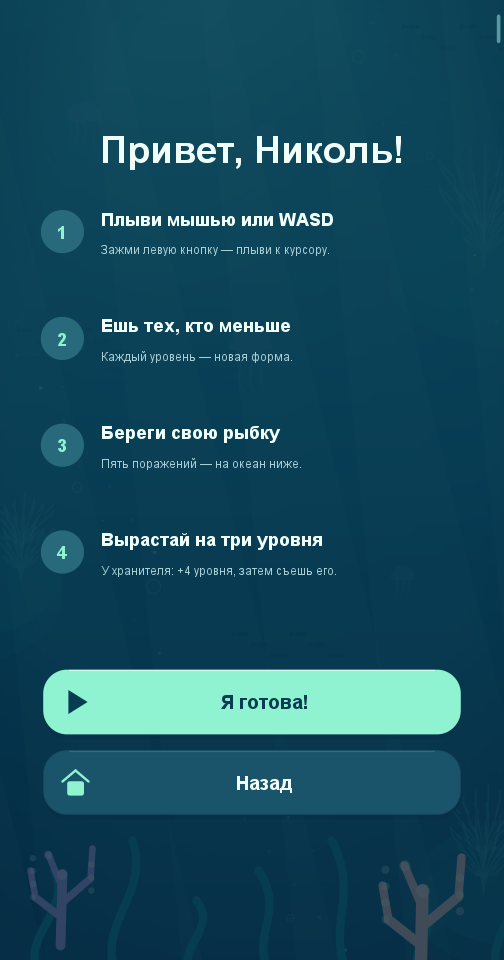 Привет, Николь!
1
Плыви мышью или WASD
Зажми левую кнопку — плыви к курсору.
2
Ешь тех, кто меньше
Каждый уровень — новая форма.
3
Береги свою рыбку
Пять поражений — на океан ниже.
4
Вырастай на три уровня
У хранителя: +4 уровня, затем съешь его.
Я готова!
Назад